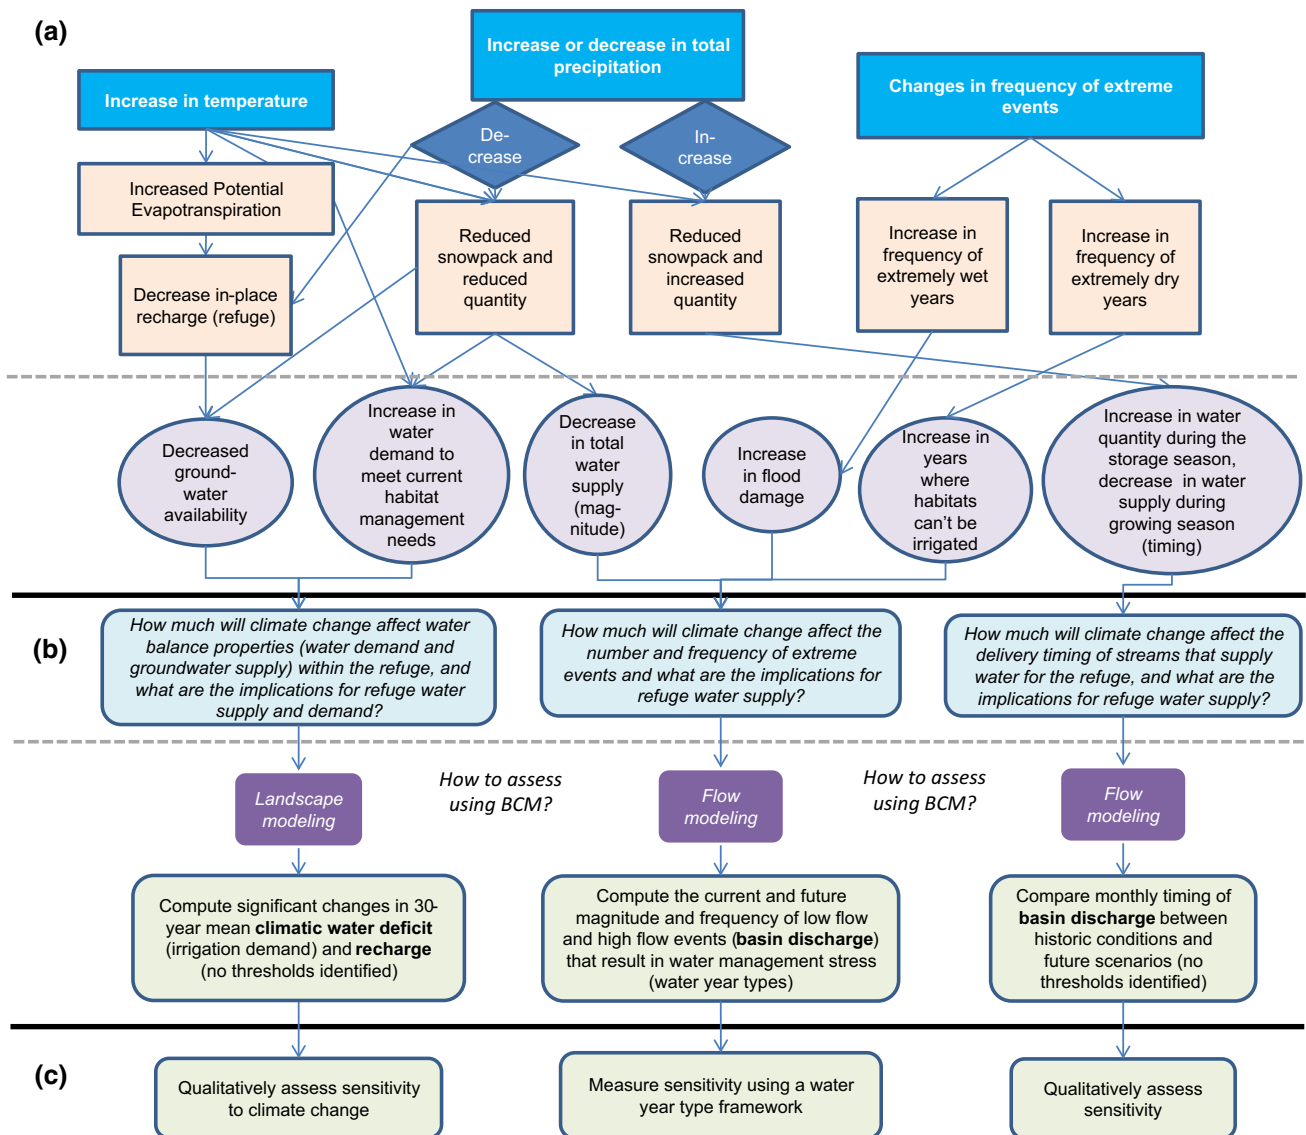 (a)
Increase in temperature
Increase or decrease in total
precipitation
Changes in frequency of extreme
events
De-
crease
In-
crease
Increased Potential
Evapotranspiration
Decrease in-place
recharge (refuge)
Reduced
snowpack and
reduced
quantity
Reduced
snowpack and
increased
quantity
Increase in
frequency of
extremely wet
years
Increase in
frequency of
extremely dry
years
Decreased
ground-
water
availability
Increase in
water
demand to
meet current
habitat
management
needs
Decrease
in total
water
supply
(mag-
nitude)
Increase
in flood
damage
Increase in
years
where
habitats
can't be
irrigated
Increase in water
quantity during the
storage season,
decrease in water
supply during
growing season
(timing)
(b)
How much will climate change affect water
balance properties (water demand and
groundwater supply) within the refuge, and
what are the implications for refuge water
supply and demand?
How much will climate change affect the
number and frequency of extreme
events and what are the implications for
refuge water supply?
How much will climate change affect the
delivery timing of streams that supply
water for the refuge, and what are the
implications for refuge water supply?
Landscape
modeling
How to assess
using BCM?
Flow
modeling
How to assess
using BCM?
Flow
modeling
Compute significant changes in 30-
year mean climatic water deficit
(irrigation demand) and recharge
(no thresholds identified)
Compute the current and future
magnitude and frequency of low flow
and high flow events (basin discharge)
that result in water management stress
(water year types)
Compare monthly timing of
basin discharge between
historic conditions and
future scenarios (no
thresholds identified)
(c)
Qualitatively assess sensitivity
to climate change
Measure sensitivity using a water
year type framework
Qualitatively assess
sensitivity